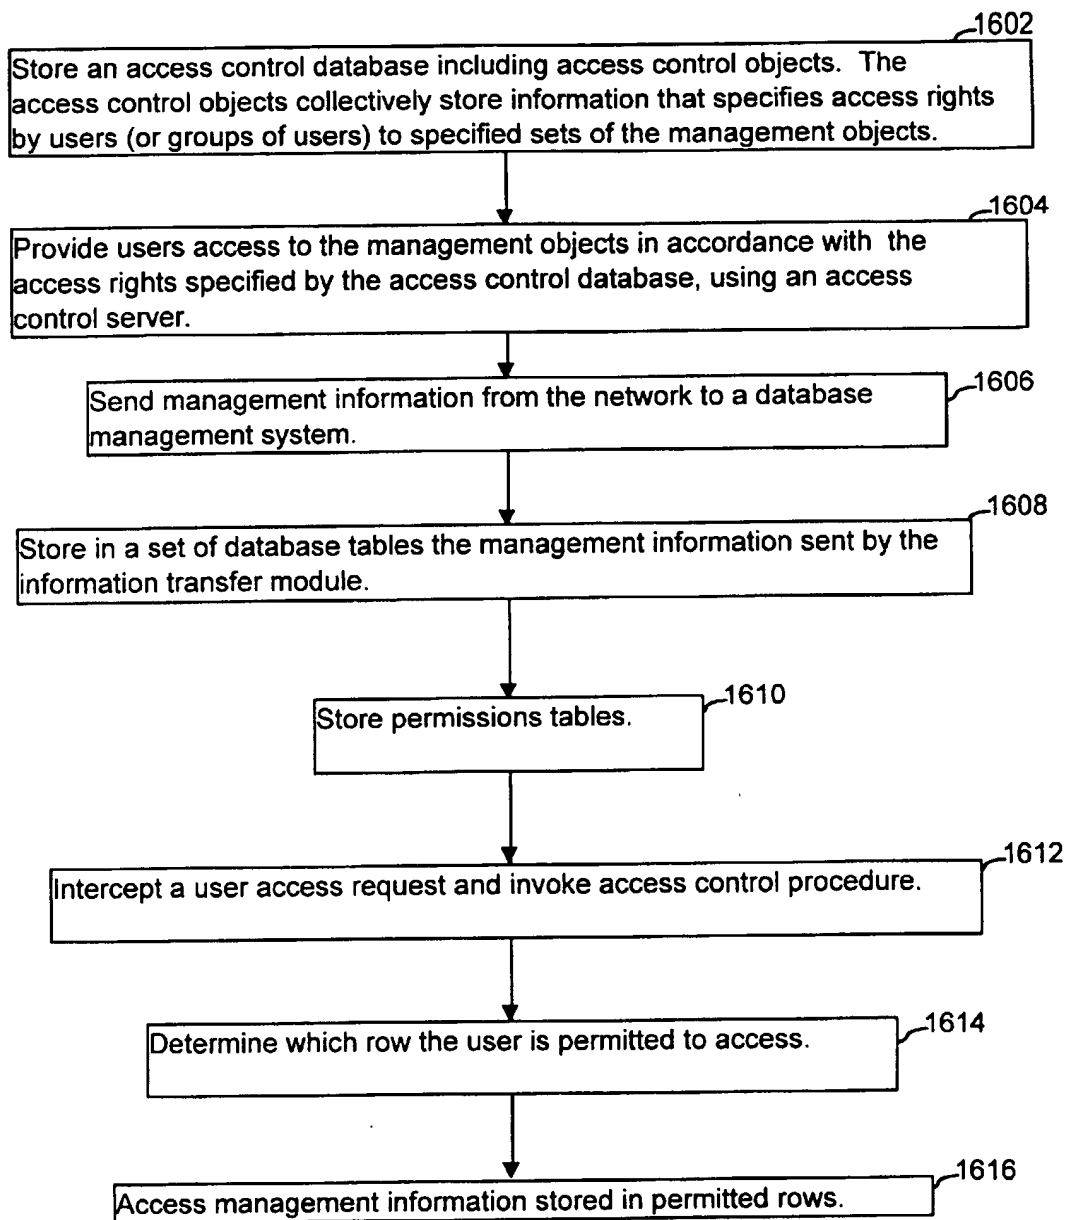 1602
Store an access control database including access control objects. The
access control objects collectively store information that specifies access rights
by users (or groups of users) to specified sets of the management objects.
1604
Provide users access to the management objects in accordance with the
access rights specified by the access control database, using an access
control server.
1606
Send management information from the network to a database
management system.
1608
Store in a set of database tables the management information sent by the
information transfer module.
1610
Store permissions tables.
1612
Intercept a user access request and invoke access control procedure.
1614
Determine which row the user is permitted to access.
1616
Access management information stored in permitted rows.